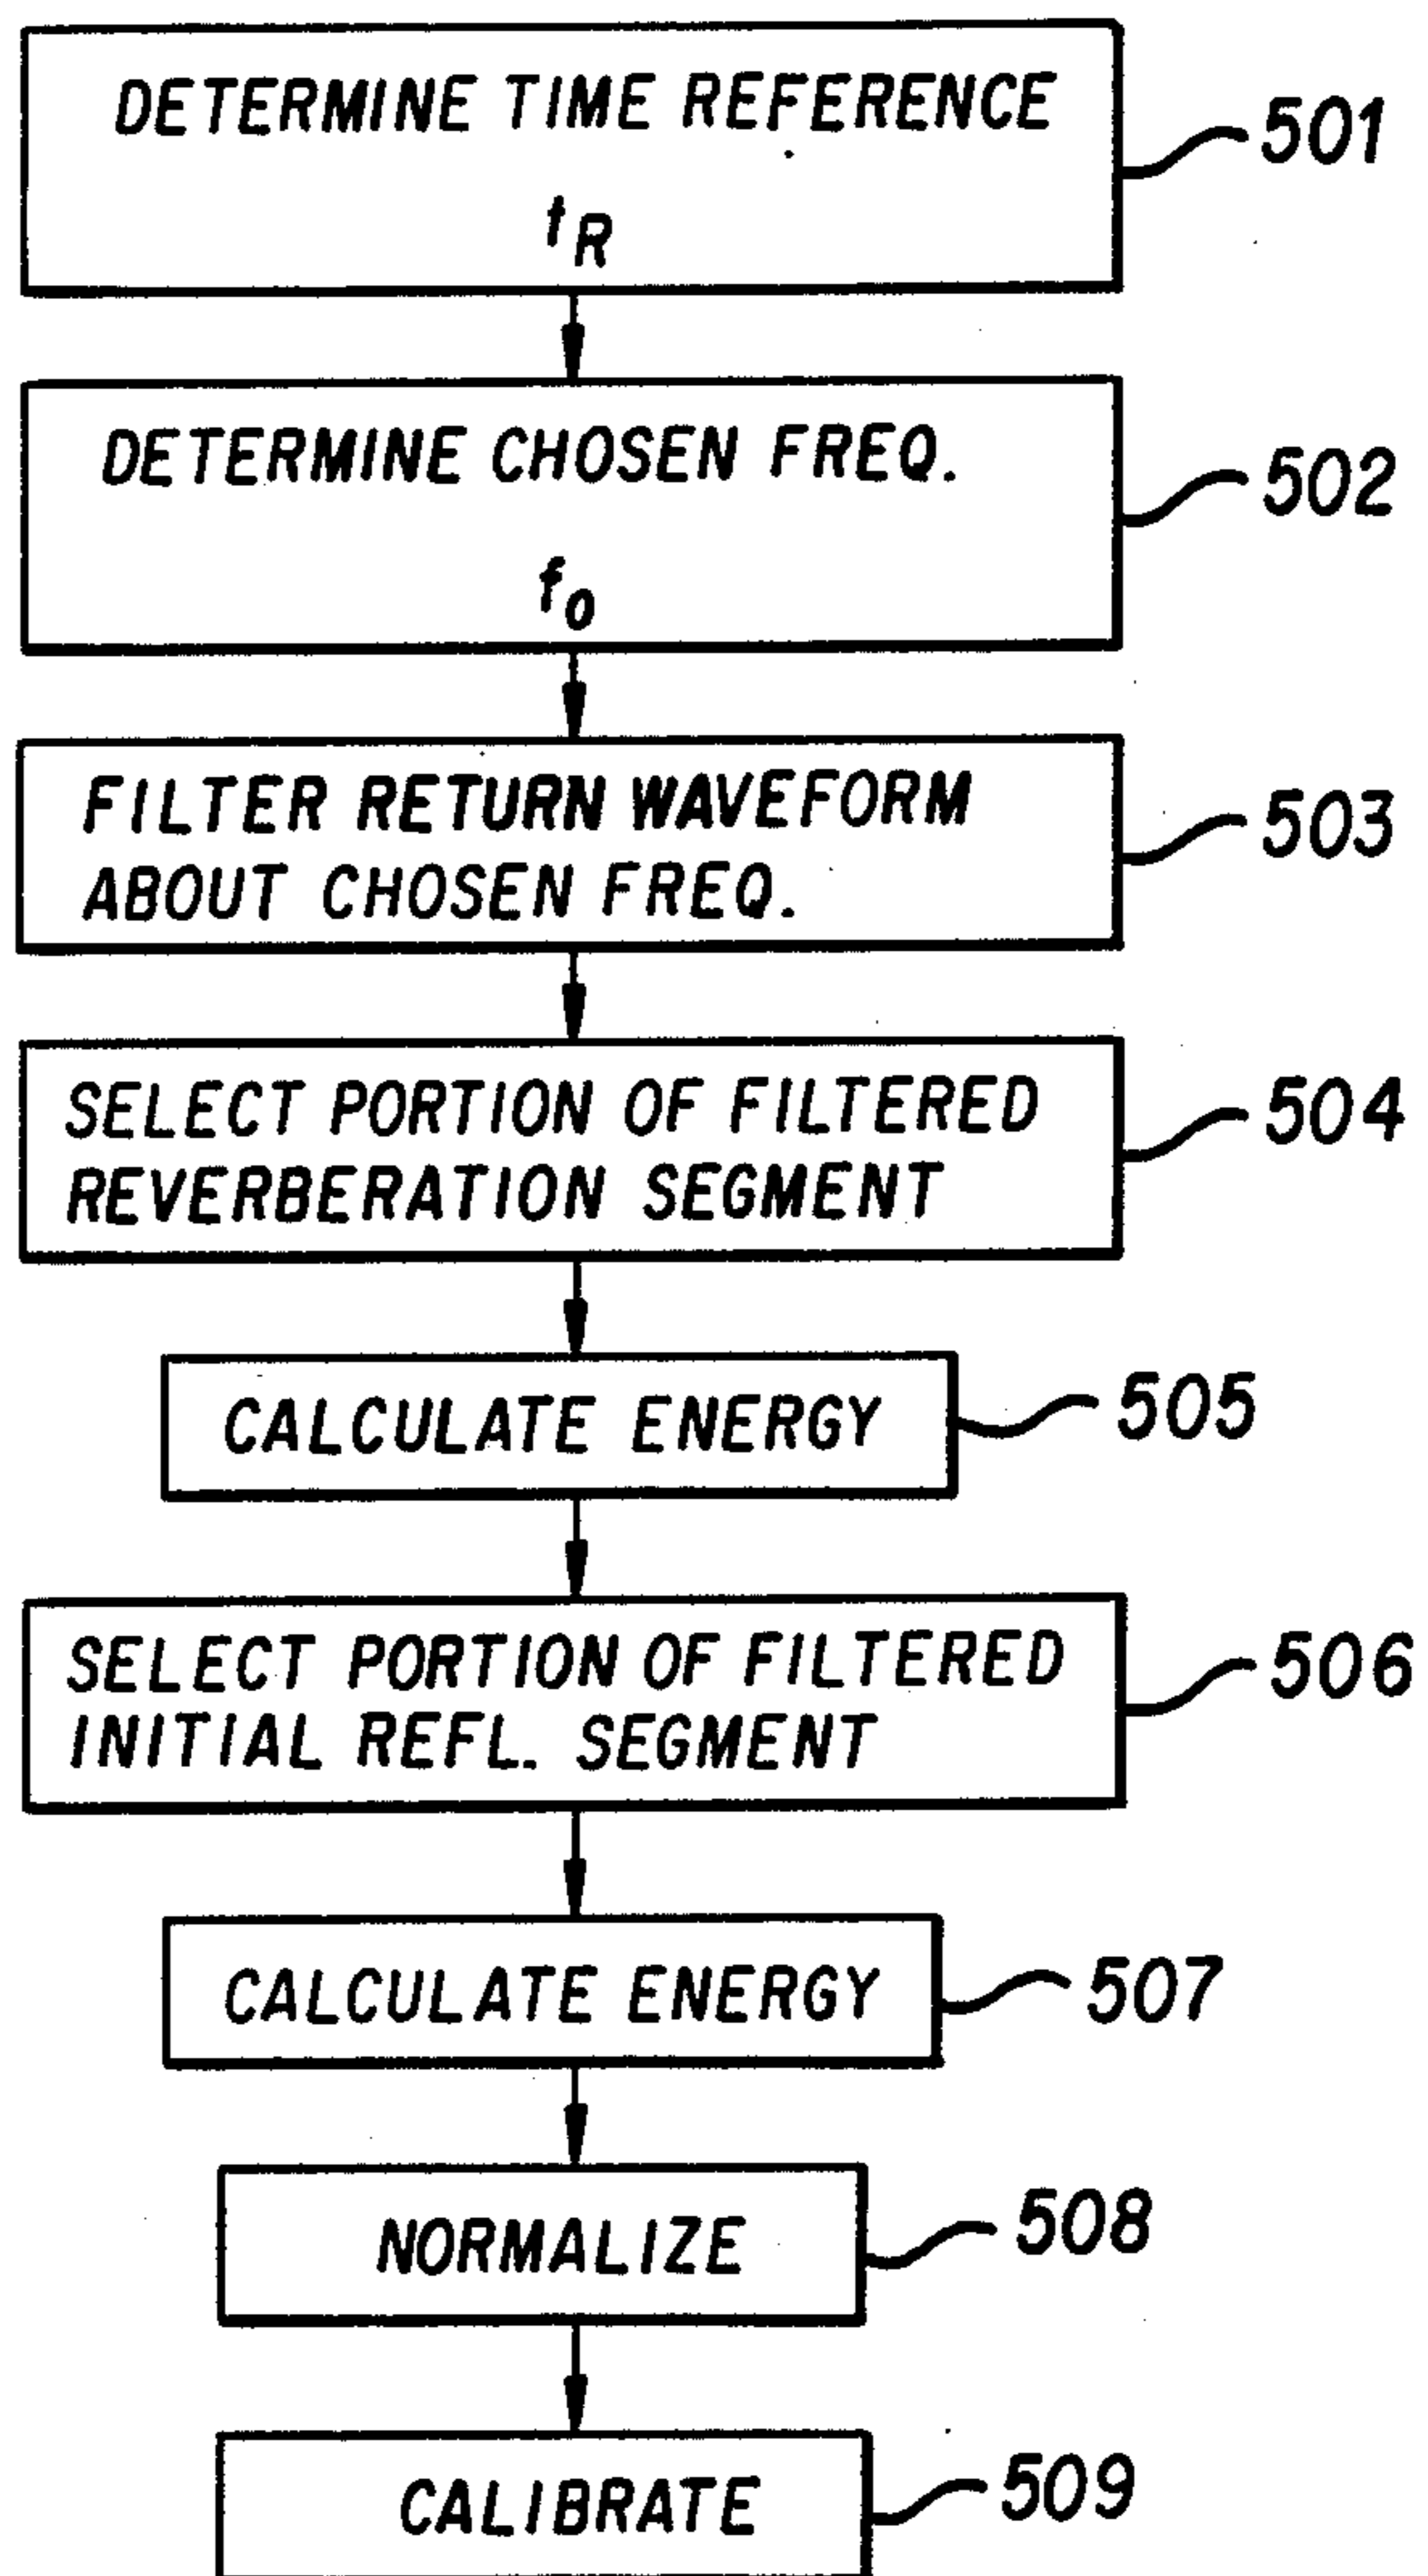 DETERMINE TIME REFERENCE
tR
501
DETERMINE CHOSEN FREQ.
fo
502
FILTER RETURN WAVEFORM
ABOUT CHOSEN FREQ.
503
SELECT PORTION OF FILTERED
REVERBERATION SEGMENT
504
CALCULATE ENERGY
505
SELECT PORTION OF FILTERED
INITIAL REFL. SEGMENT
506
CALCULATE ENERGY
507
NORMALIZE
508
CALIBRATE
509